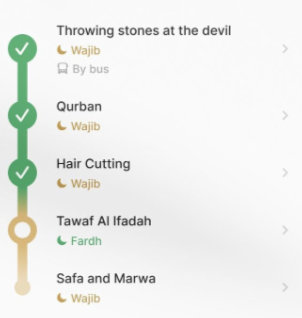 Throwing stones at the devil
Wajib
By bus
Qurban
Wajib
Hair Cutting
Wajib
Tawaf Al Ifadah
Fardh
Safa and Marwa
Wajib